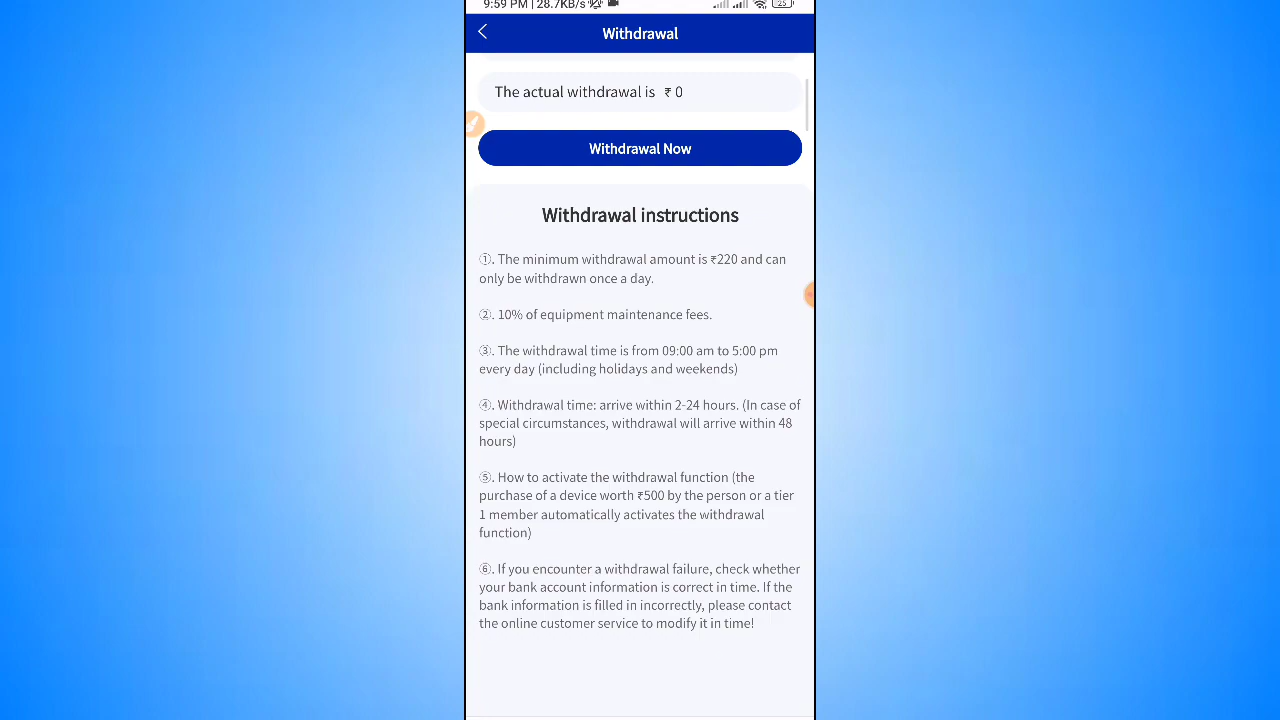 9:59 PM | 28.7KB/s
25
Withdrawal
The actual withdrawal is ₹ 0
Withdrawal Now
Withdrawal instructions
①. The minimum withdrawal amount is ₹220 and can
only be withdrawn once a day.
②. 10% of equipment maintenance fees.
③. The withdrawal time is from 09:00 am to 5:00 pm
every day (including holidays and weekends)
④. Withdrawal time: arrive within 2-24 hours. (In case of
special circumstances, withdrawal will arrive within 48
hours)
⑤. How to activate the withdrawal function (the
purchase of a device worth ₹500 by the person or a tier
1 member automatically activates the withdrawal
function)
⑥. If you encounter a withdrawal failure, check whether
your bank account information is correct in time. If the
bank information is filled in incorrectly, please contact
the online customer service to modify it in time!